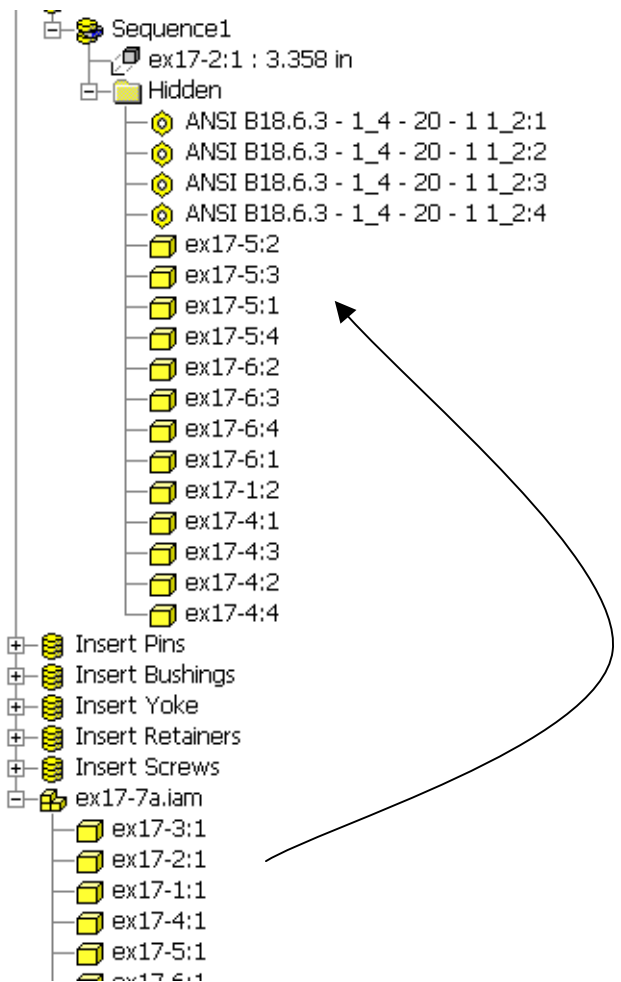 Sequence1
ex17-2:1 : 3.358 in
Hidden
ANSI B18.6.3 - 1_4 - 20 - 1 1_2:1
ANSI B18.6.3 - 1_4 - 20 - 1 1_2:2
ANSI B18.6.3 - 1_4 - 20 - 1 1_2:3
ANSI B18.6.3 - 1_4 - 20 - 1 1_2:4
ex17-5:2
ex17-5:3
ex17-5:1
ex17-5:4
ex17-6:2
ex17-6:3
ex17-6:4
ex17-6:1
ex17-1:2
ex17-4:1
ex17-4:3
ex17-4:2
ex17-4:4
Insert Pins
Insert Bushings
Insert Yoke
Insert Retainers
Insert Screws
ex17-7a.iam
ex17-3:1
ex17-2:1
ex17-1:1
ex17-4:1
ex17-5:1
ex17-6:1